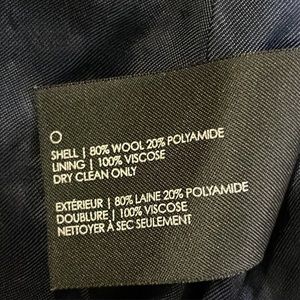 SHELL | 80% WOOL 20% POLYAMIDE
LINING | 100% VISCOSE
DRY CLEAN ONLY
EXTÉRIEUR | 80% LAINE 20% POLYAMIDE
DOUBLURE | 100% VISCOSE
NETTOYER À SEC SEULEMENT